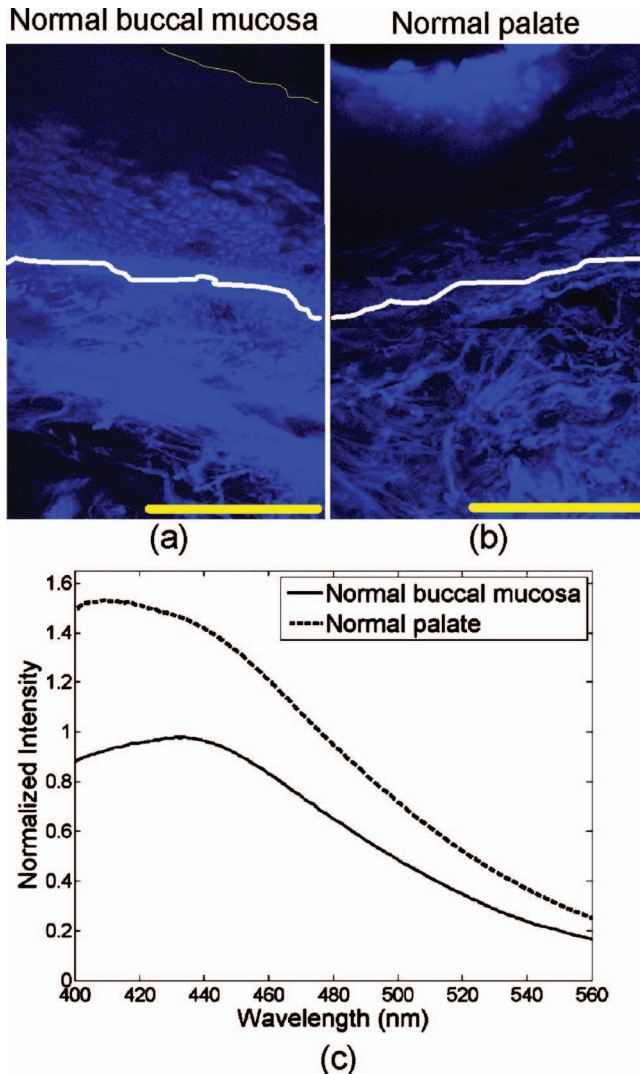 Normal buccal mucosa
Normal palate
(a)
(b)
Normal buccal mucosa
Normal palate
Normalized Intensity
1.6
1.4
1.2
1
0.8
0.6
0.4
0.2
0
400
420
440
460
480
500
520
540
560
Wavelength (nm)
(c)